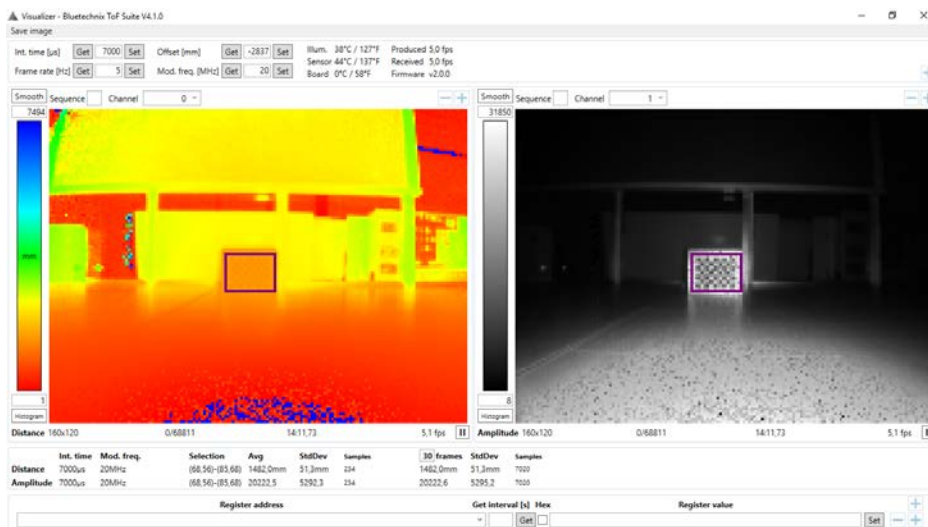 Visualizer - Bluetechnix ToF Suite V4.1.0
Save image
Int. time [µs] Get 7000 Set Offset [mm] Get -2837 Set Illum. 38°C / 127°F Produced 5,0 fps
Sensor 44°C / 137°F Received 5,0 fps
Frame rate [Hz] Get 5 Set Mod. freq. [MHz] Get 20 Set Board 0°C / 58°F Firmware v2.0.0
Smooth Sequence Channel 0 Smooth Sequence Channel 1
7494 31850
mm
1 8
Histogram Histogram
Distance 160x120 0/68811 14:11,73 5,1 fps Amplitude 160x120 0/68811 14:11,73 5,1 fps
Int. time Mod. freq. Selection Avg StdDev Samples 30 frames StdDev Samples
Distance 7000µs 20MHz (68,56)-(85,68) 1482,0mm 51,3mm 234 1482,0mm 51,3mm 7020
Amplitude 7000µs 20MHz (68,56)-(85,68) 20222,5 5292,3 234 20222,6 5295,2 7020
Register address Get interval [s] Hex Register value
Get Set